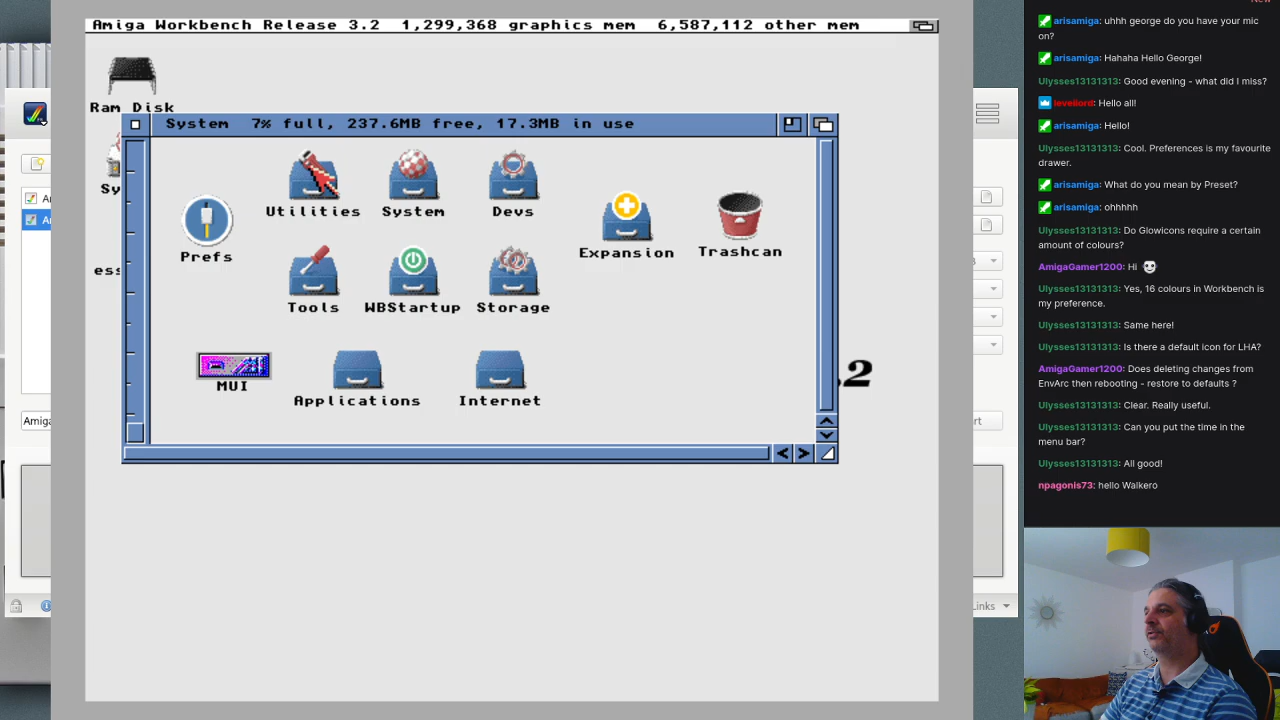 Amiga Workbench Release 3.2  1,299,368 graphics mem  6,587,112 other mem
Ram Disk
System  7% full, 237.6MB free, 17.3MB in use
Utilities
System
Devs
Prefs
Expansion
Trashcan
Tools
WBStartup
Storage
MUI
Applications
Internet
Sy
ess
.2
Amiga
rt
Links
arisamiga: uhhh george do you have your mic
on?
arisamiga: Hahaha Hello George!
Ulysses13131313: Good evening - what did I miss?
levellord: Hello all!
arisamiga: Hello!
Ulysses13131313: Cool. Preferences is my favourite
drawer.
arisamiga: What do you mean by Preset?
arisamiga: ohhhhh
Ulysses13131313: Do Glowicons require a certain
amount of colours?
AmigaGamer1200: Hi
Ulysses13131313: Yes, 16 colours in Workbench is
my preference.
Ulysses13131313: Same here!
Ulysses13131313: Is there a default icon for LHA?
AmigaGamer1200: Does deleting changes from
EnvArc then rebooting - restore to defaults ?
Ulysses13131313: Clear. Really useful.
Ulysses13131313: Can you put the time in the
menu bar?
Ulysses13131313: All good!
npagonis73: hello Walkero